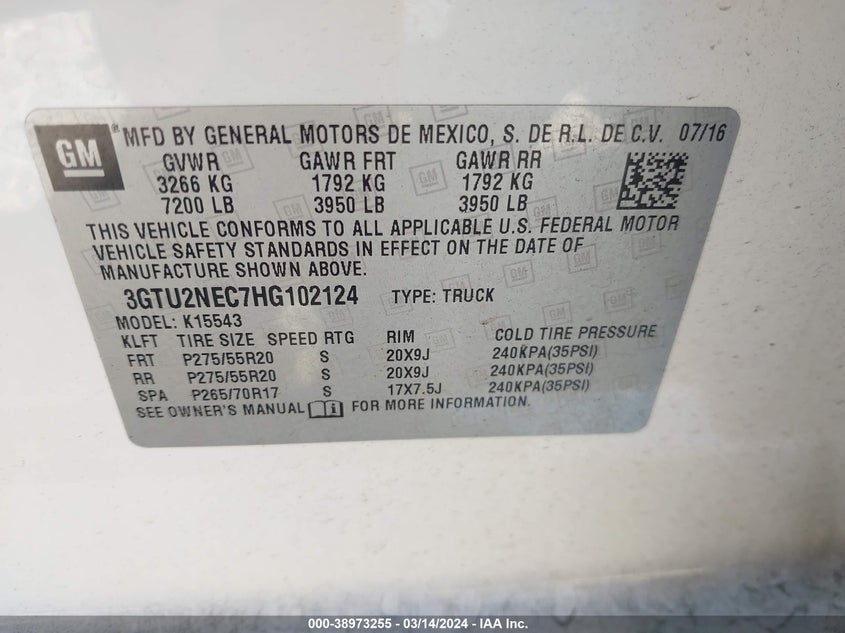 GM
® MFD BY GENERAL MOTORS DE MEXICO, S. DE R.L. DE C.V. 07/16
GVWR GAWR FRT GAWR RR
3266 KG 1792 KG 1792 KG
7200 LB 3950 LB 3950 LB
THIS VEHICLE CONFORMS TO ALL APPLICABLE U.S. FEDERAL MOTOR
VEHICLE SAFETY STANDARDS IN EFFECT ON THE DATE OF
MANUFACTURE SHOWN ABOVE.
3GTU2NEC7HG102124 TYPE: TRUCK
MODEL: K15543
KLFT TIRE SIZE SPEED RTG RIM COLD TIRE PRESSURE
FRT P275/55R20 S 20X9J 240KPA(35PSI)
RR P275/55R20 S 20X9J 240KPA(35PSI)
SPA P265/70R17 S 17X7.5J 240KPA(35PSI)
SEE OWNER'S MANUAL FOR MORE INFORMATION.
000-38973255 - 03/14/2024 - IAA Inc.